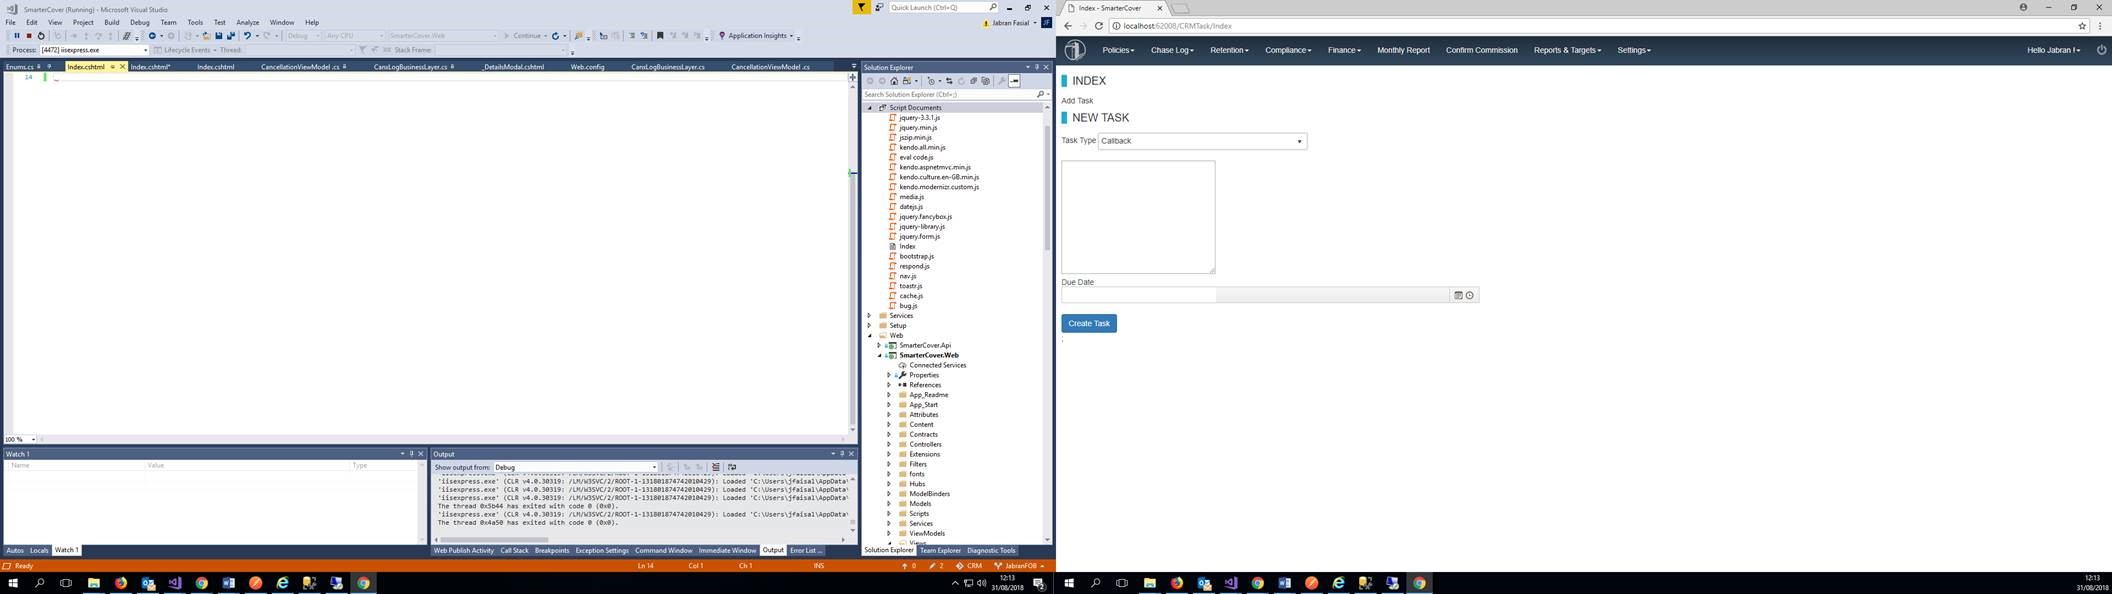 SmarterCover (Running) - Microsoft Visual Studio
Quick Launch (Ctrl+Q)
File Edit View Project Build Debug Team Tools Test Analyze Window Help
Jabran Fasial JF
Debug Any CPU SmarterCover.Web Continue Application Insights
Process: [4472] iisexpress.exe Lifecycle Events Thread: Stack Frame:
Enums.cs Index.cshtml Index.cshtml* Index.cshtml CancellationViewModel .cs CanxLogBusinessLayer.cs _DetailsModal.cshtml Web.config CanxLogBusinessLayer.cs CancellationViewModel .cs
14
100 %
Solution Explorer
Search Solution Explorer (Ctrl+;)
Script Documents
jquery-3.3.1.js
jquery.min.js
jszip.min.js
kendo.all.min.js
eval code.js
kendo.aspnetmvc.min.js
kendo.culture.en-GB.min.js
kendo.modernizr.custom.js
media.js
datejs.js
jquery.fancybox.js
jquery-library.js
jquery.form.js
Index
bootstrap.js
respond.js
nav.js
toastr.js
cache.js
bug.js
Services
Setup
Web
SmarterCover.Api
SmarterCover.Web
Connected Services
Properties
References
App_Readme
App_Start
Attributes
Content
Contracts
Controllers
Extensions
Filters
fonts
Hubs
ModelBinders
Models
Scripts
Services
ViewModels
Views
Solution Explorer Team Explorer Diagnostic Tools
Watch 1
Name Value Type
Autos Locals Watch 1
Output
Show output from: Debug
'iisexpress.exe' (CLR v4.0.30319: /LM/W3SVC/2/ROOT-1-131801874742010429): Loaded 'C:\Users\jfaisal\AppData\
'iisexpress.exe' (CLR v4.0.30319: /LM/W3SVC/2/ROOT-1-131801874742010429): Loaded 'C:\Users\jfaisal\AppData\
'iisexpress.exe' (CLR v4.0.30319: /LM/W3SVC/2/ROOT-1-131801874742010429): Loaded 'C:\Users\jfaisal\AppData\
The thread 0x5b44 has exited with code 0 (0x0).
'iisexpress.exe' (CLR v4.0.30319: /LM/W3SVC/2/ROOT-1-131801874742010429): Loaded 'C:\Users\jfaisal\AppData\
The thread 0x4a50 has exited with code 0 (0x0).
Web Publish Activity Call Stack Breakpoints Exception Settings Command Window Immediate Window Output Error List ...
Ready Ln 14 Col 1 Ch 1 INS 0 2 CRM JabranFOB
12:13
31/08/2018
2
Index - SmarterCover
localhost:62008/CRMTask/Index
Policies Chase Log Retention Compliance Finance Monthly Report Confirm Commission Reports & Targets Settings Hello Jabran !
INDEX
Add Task
NEW TASK
Task Type Callback
Due Date
Create Task
12:13
31/08/2018